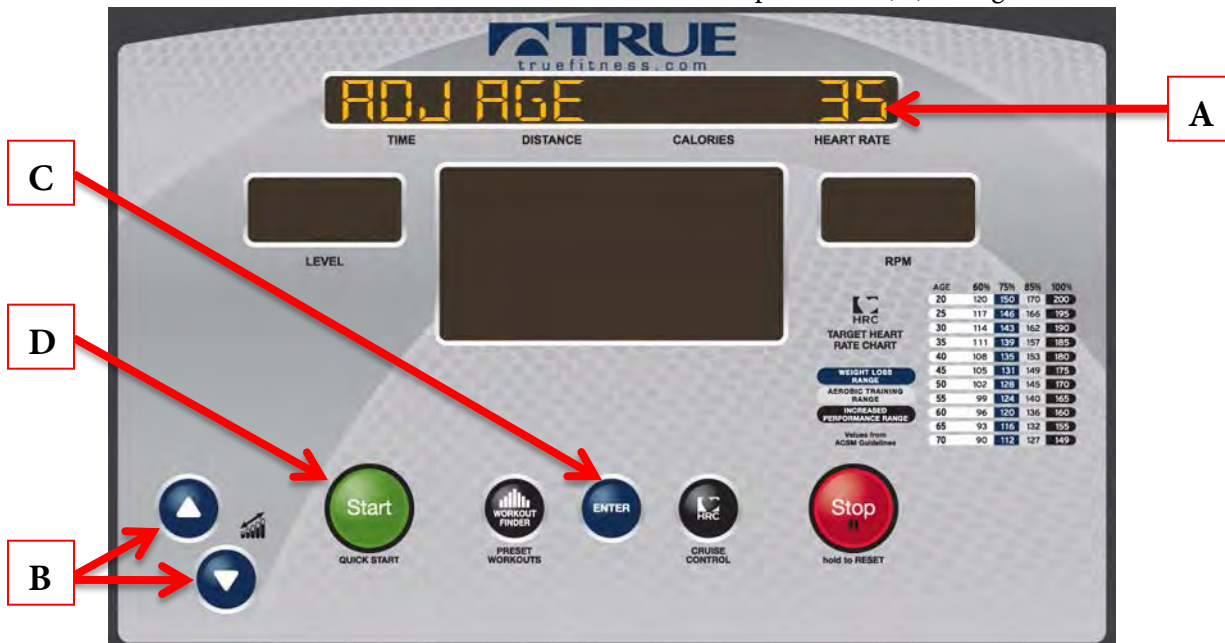 TRUE
truefitness.com
ADJ AGE 35
A
TIME DISTANCE CALORIES HEART RATE
C
LEVEL
RPM
AGE 60% 75% 85% 100%
20 120 150 170 200
25 117 146 166 195
30 114 143 162 190
35 111 139 157 185
40 108 135 153 180
45 105 131 149 175
50 102 128 145 170
55 99 124 140 165
60 96 120 136 160
65 93 116 132 155
70 90 112 127 149
HRC
TARGET HEART
RATE CHART
WEIGHT LOSS
RANGE
AEROBIC TRAINING
RANGE
INCREASED
PERFORMANCE RANGE
Values from
ACSM Guidelines
D
Start
WORKOUT
FINDER
ENTER
HRC
Stop
QUICK START
PRESET
WORKOUTS
CRUISE
CONTROL
hold to RESET
B